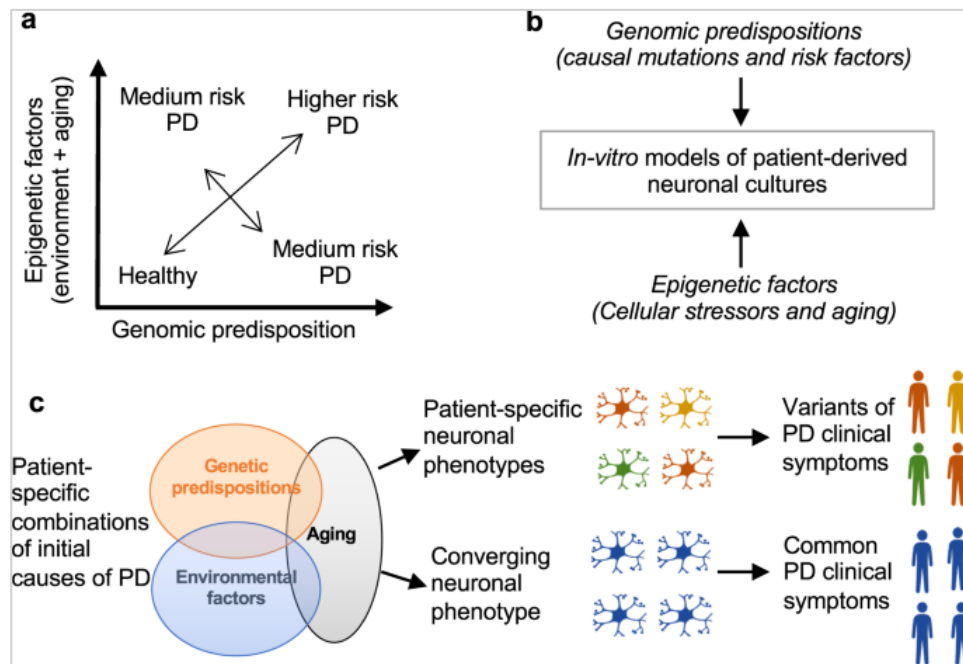 a
Epigenetic factors
(environment + aging)
Medium risk
PD
Higher risk
PD
Healthy
Medium risk
PD
Genomic predisposition
b
Genomic predispositions
(causal mutations and risk factors)
In-vitro models of patient-derived
neuronal cultures
Epigenetic factors
(Cellular stressors and aging)
c
Patient-
specific
combinations
of initial
causes of PD
Genetic
predispositions
Aging
Environmental
factors
Patient-specific
neuronal
phenotypes
Variants of
PD clinical
symptoms
Converging
neuronal
phenotype
Common
PD clinical
symptoms